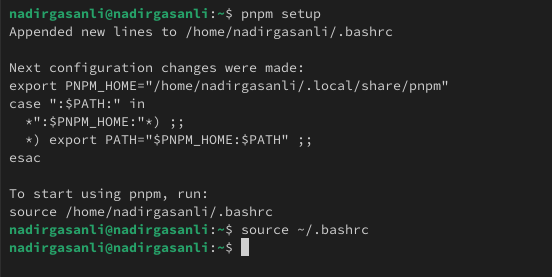 nadirgasanli@nadirgasanli:~$ pnpm setup
Appended new lines to /home/nadirgasanli/.bashrc

Next configuration changes were made:
export PNPM_HOME="/home/nadirgasanli/.local/share/pnpm"
case ":$PATH:" in
  *":$PNPM_HOME:"*) ;;
  *) export PATH="$PNPM_HOME:$PATH" ;;
esac

To start using pnpm, run:
source /home/nadirgasanli/.bashrc
nadirgasanli@nadirgasanli:~$ source ~/.bashrc
nadirgasanli@nadirgasanli:~$